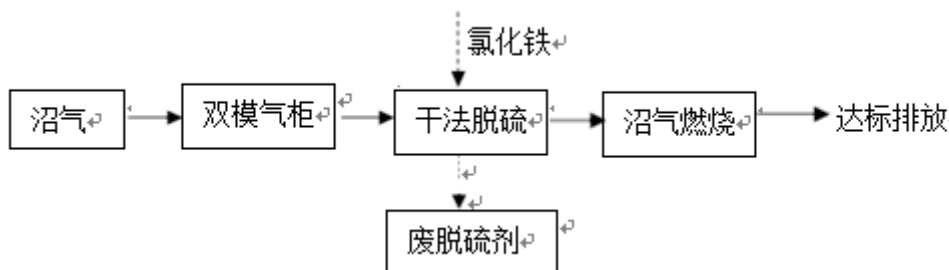 氯化铁
沼气
双模气柜
干法脱硫
沼气燃烧
达标排放
废脱硫剂